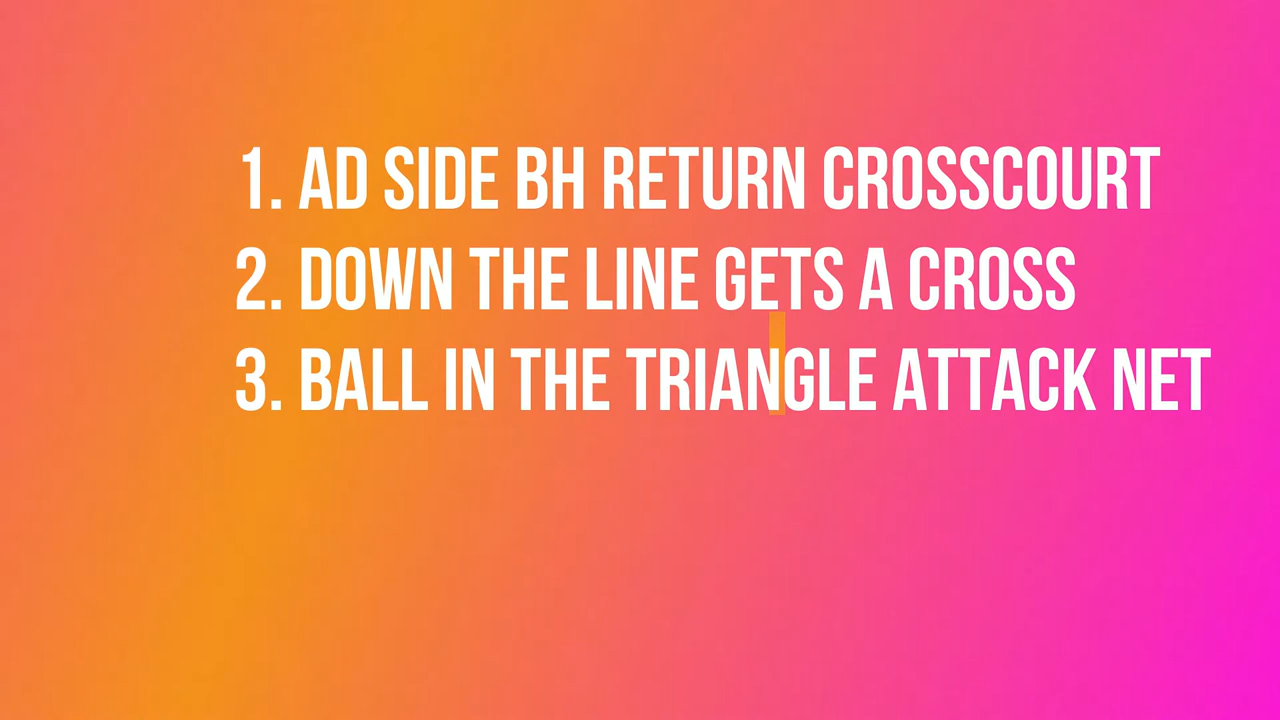 1. AD SIDE BH RETURN CROSSCOURT
2. DOWN THE LINE GETS A CROSS
3. BALL IN THE TRIANGLE ATTACK NET